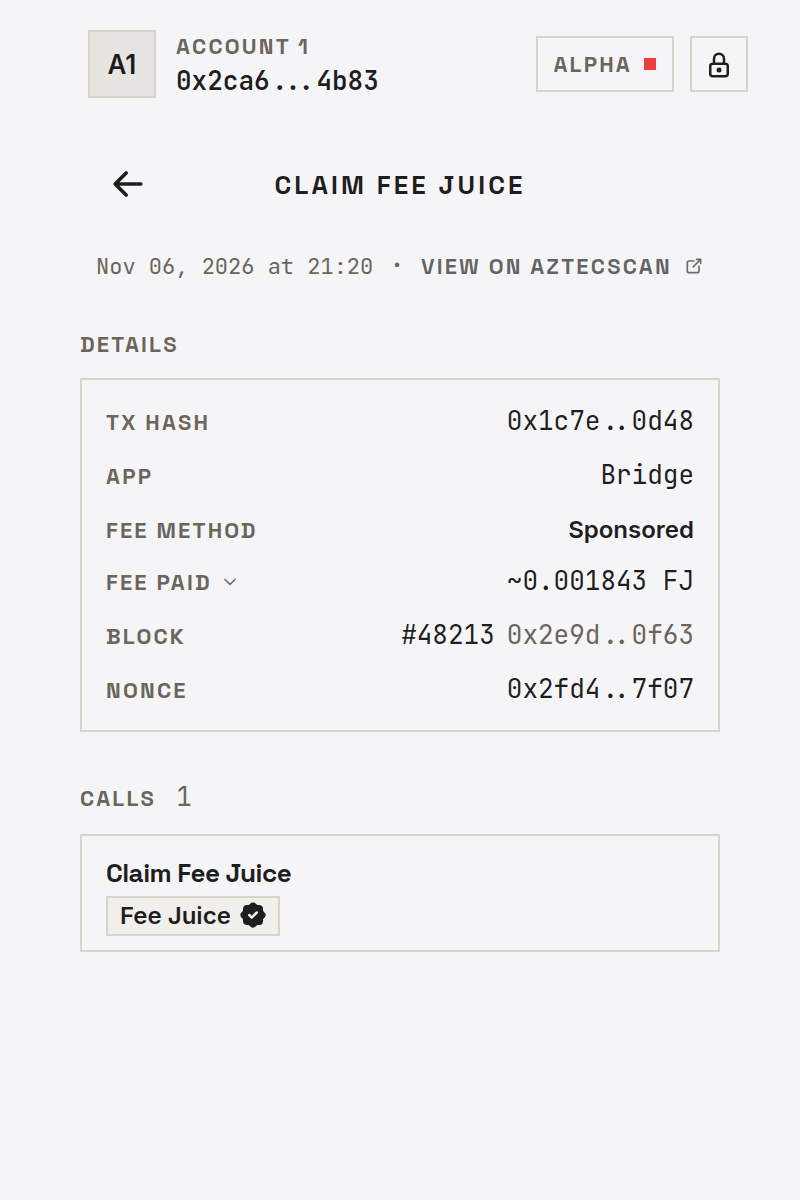 A1
ACCOUNT 1
0x2ca6...4b83
ALPHA
CLAIM FEE JUICE
Nov 06, 2026 at 21:20 • VIEW ON AZTECSCAN
DETAILS
TX HASH 0x1c7e..0d48
APP Bridge
FEE METHOD Sponsored
FEE PAID ~0.001843 FJ
BLOCK #48213 0x2e9d..0f63
NONCE 0x2fd4..7f07
CALLS 1
Claim Fee Juice
Fee Juice